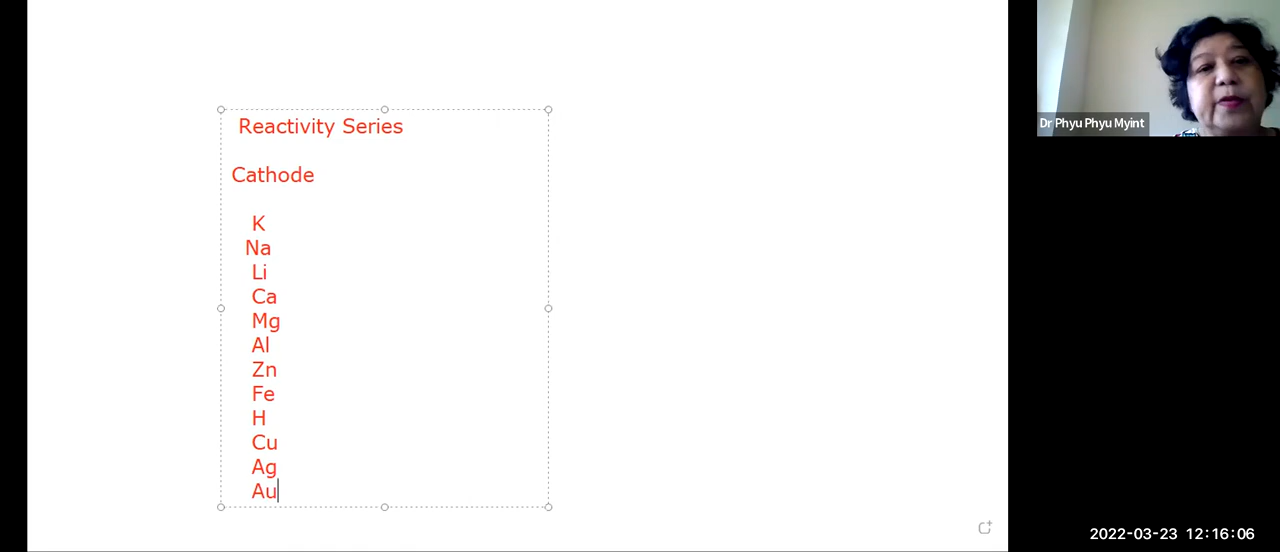 Reactivity Series
Cathode
K
Na
Li
Ca
Mg
Al
Zn
Fe
H
Cu
Ag
Au
Dr Phyu Phyu Myint
2022-03-23 12:16:06